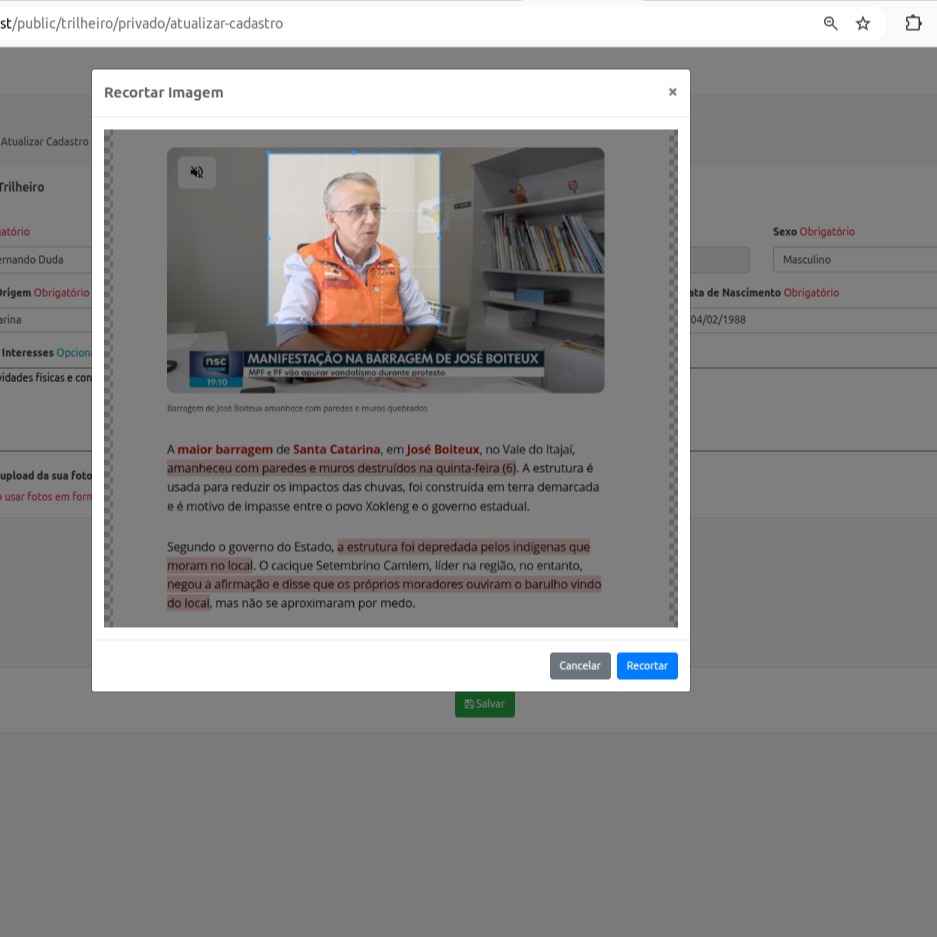 st/public/trilheiro/privado/atualizar-cadastro
Recortar Imagem
×
Atualizar Cadastro
Trilheiro
gatório
Sexo Obrigatório
ernando Duda
Masculino
Origem Obrigatório
ata de Nascimento Obrigatório
arina
04/02/1988
Interesses Opciona
vidades físicas e con
nsc
19:10
MANIFESTAÇÃO NA BARRAGEM DE JOSÉ BOITEUX
MPF e PF vão apurar vandalismo durante protesto
Barragem de José Boiteux amanhece com paredes e muros quebrados
A maior barragem de Santa Catarina, em José Boiteux, no Vale do Itajaí,
amanheceu com paredes e muros destruídos na quinta-feira (6). A estrutura é
usada para reduzir os impactos das chuvas, foi construída em terra demarcada
e é motivo de impasse entre o povo Xokleng e o governo estadual.
upload da sua foto
o usar fotos em form
Segundo o governo do Estado, a estrutura foi depredada pelos indígenas que
moram no local. O cacique Setembrino Camlem, líder na região, no entanto,
negou a afirmação e disse que os próprios moradores ouviram o barulho vindo
do local, mas não se aproximaram por medo.
Cancelar
Recortar
Salvar